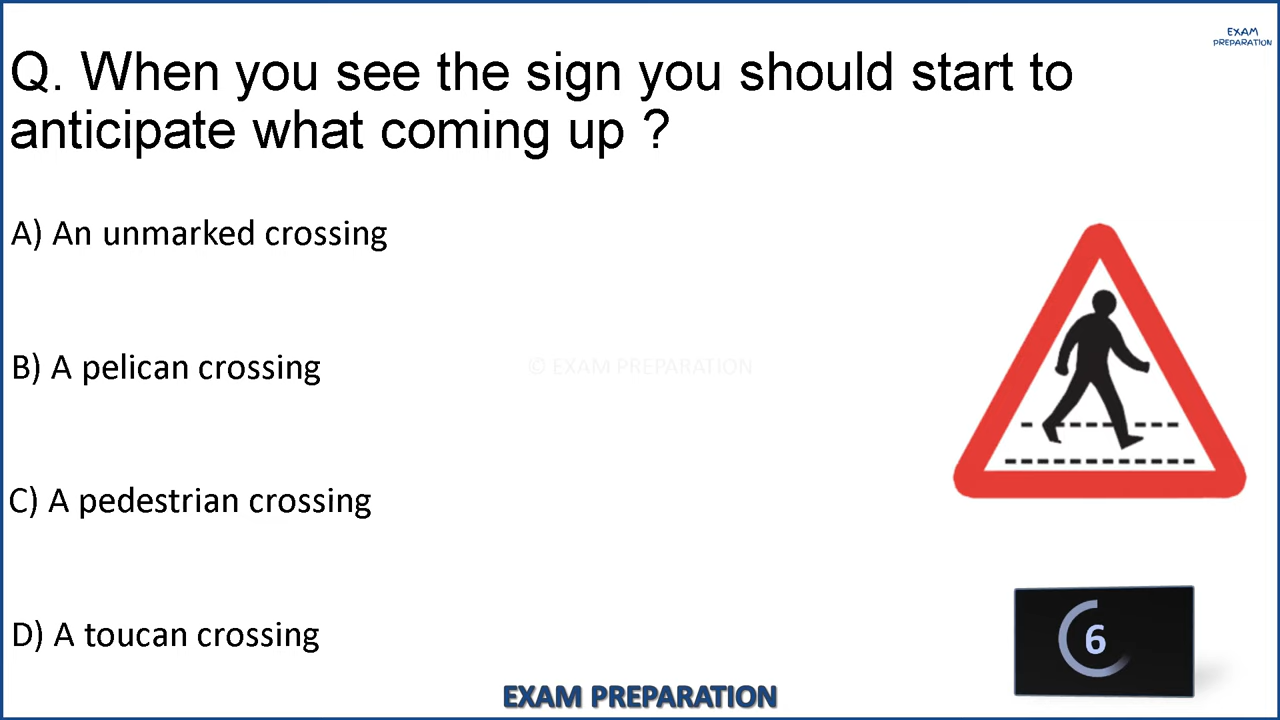 EXAM
PREPARATION
Q. When you see the sign you should start to
anticipate what coming up ?
A) An unmarked crossing
B) A pelican crossing
© EXAM PREPARATION
C) A pedestrian crossing
D) A toucan crossing
6
EXAM PREPARATION